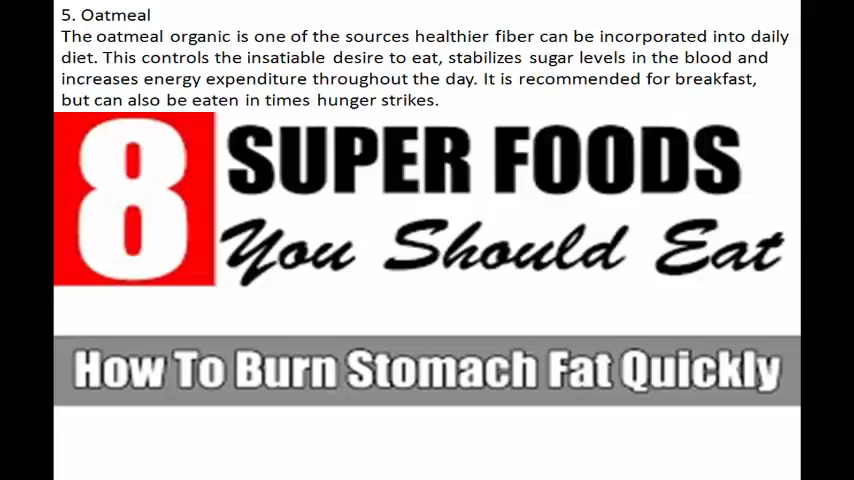 5. Oatmeal
The oatmeal organic is one of the sources healthier fiber can be incorporated into daily
diet. This controls the insatiable desire to eat, stabilizes sugar levels in the blood and
increases energy expenditure throughout the day. It is recommended for breakfast,
but can also be eaten in times hunger strikes.
8 SUPER FOODS
You Should Eat
How To Burn Stomach Fat Quickly